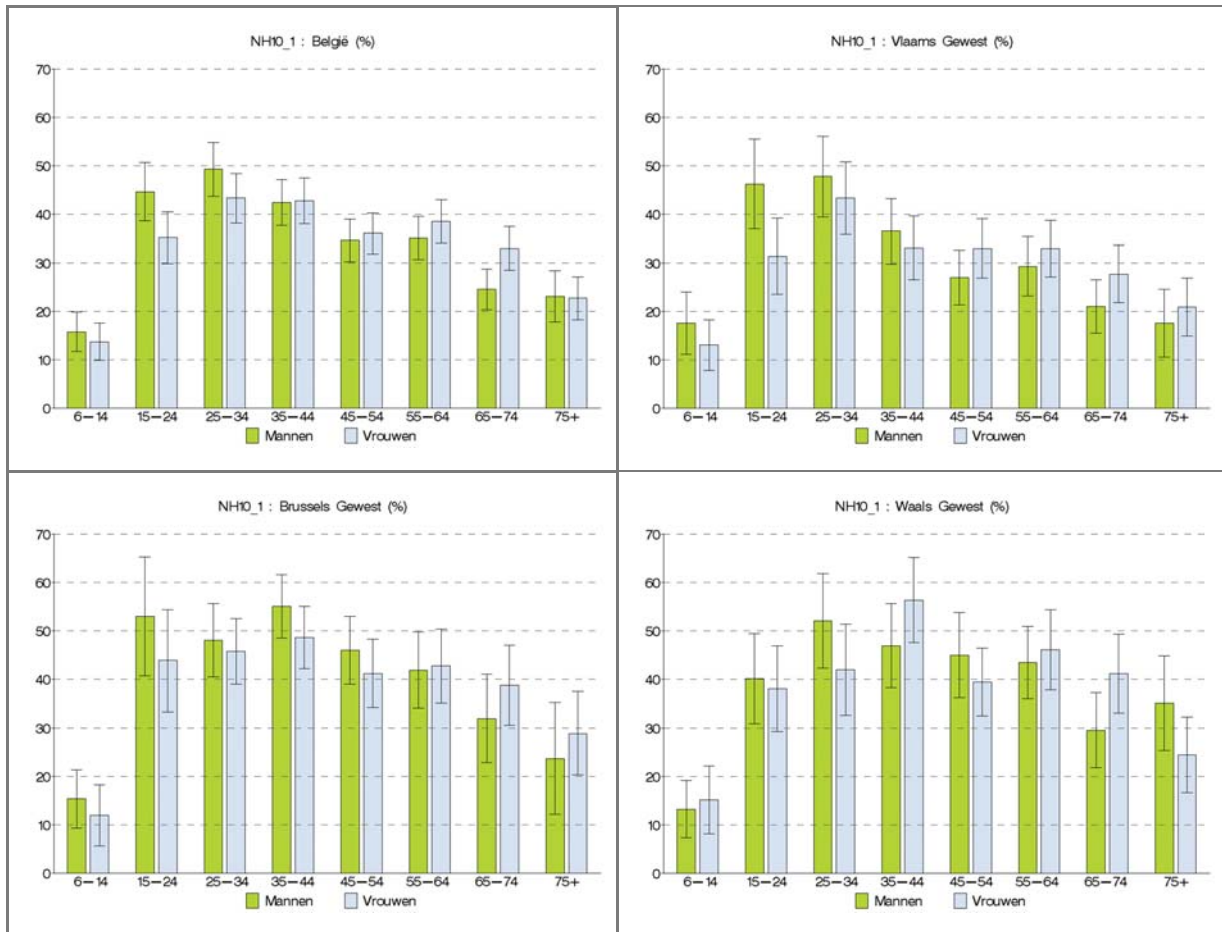 NH10_1 : België (%)
70
60
50
40
30
20
10
0
6-14 15-24 25-34 35-44 45-54 55-64 65-74 75+
Mannen Vrouwen
NH10_1 : Vlaams Gewest (%)
70
60
50
40
30
20
10
0
6-14 15-24 25-34 35-44 45-54 55-64 65-74 75+
Mannen Vrouwen
NH10_1 : Brussels Gewest (%)
70
60
50
40
30
20
10
0
6-14 15-24 25-34 35-44 45-54 55-64 65-74 75+
Mannen Vrouwen
NH10_1 : Waals Gewest (%)
70
60
50
40
30
20
10
0
6-14 15-24 25-34 35-44 45-54 55-64 65-74 75+
Mannen Vrouwen